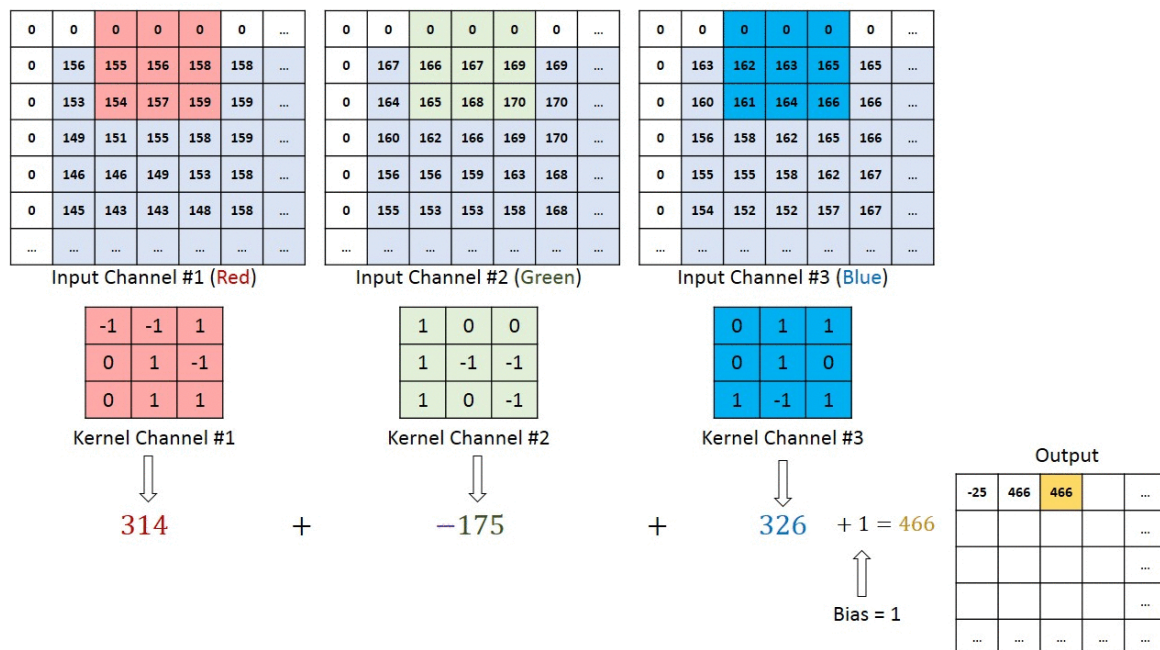 0 0 0 0 0 0 ...
0 156 155 156 158 158 ...
0 153 154 157 159 159 ...
0 149 151 155 158 159 ...
0 146 146 149 153 158 ...
0 145 143 143 148 158 ...
... ... ... ... ... ... ...
Input Channel #1 (Red)
0 0 0 0 0 0 ...
0 167 166 167 169 169 ...
0 164 165 168 170 170 ...
0 160 162 166 169 170 ...
0 156 156 159 163 168 ...
0 155 153 153 158 168 ...
... ... ... ... ... ... ...
Input Channel #2 (Green)
0 0 0 0 0 0 ...
0 163 162 163 165 165 ...
0 160 161 164 166 166 ...
0 156 158 162 165 166 ...
0 155 155 158 162 167 ...
0 154 152 152 157 167 ...
... ... ... ... ... ... ...
Input Channel #3 (Blue)
-1 -1 1
0 1 -1
0 1 1
Kernel Channel #1
1 0 0
1 -1 -1
1 0 -1
Kernel Channel #2
0 1 1
0 1 0
1 -1 1
Kernel Channel #3
314 + −175 + 326 + 1 = 466
Bias = 1
Output
-25 466 466 ...
...
...
...
... ... ... ... ...